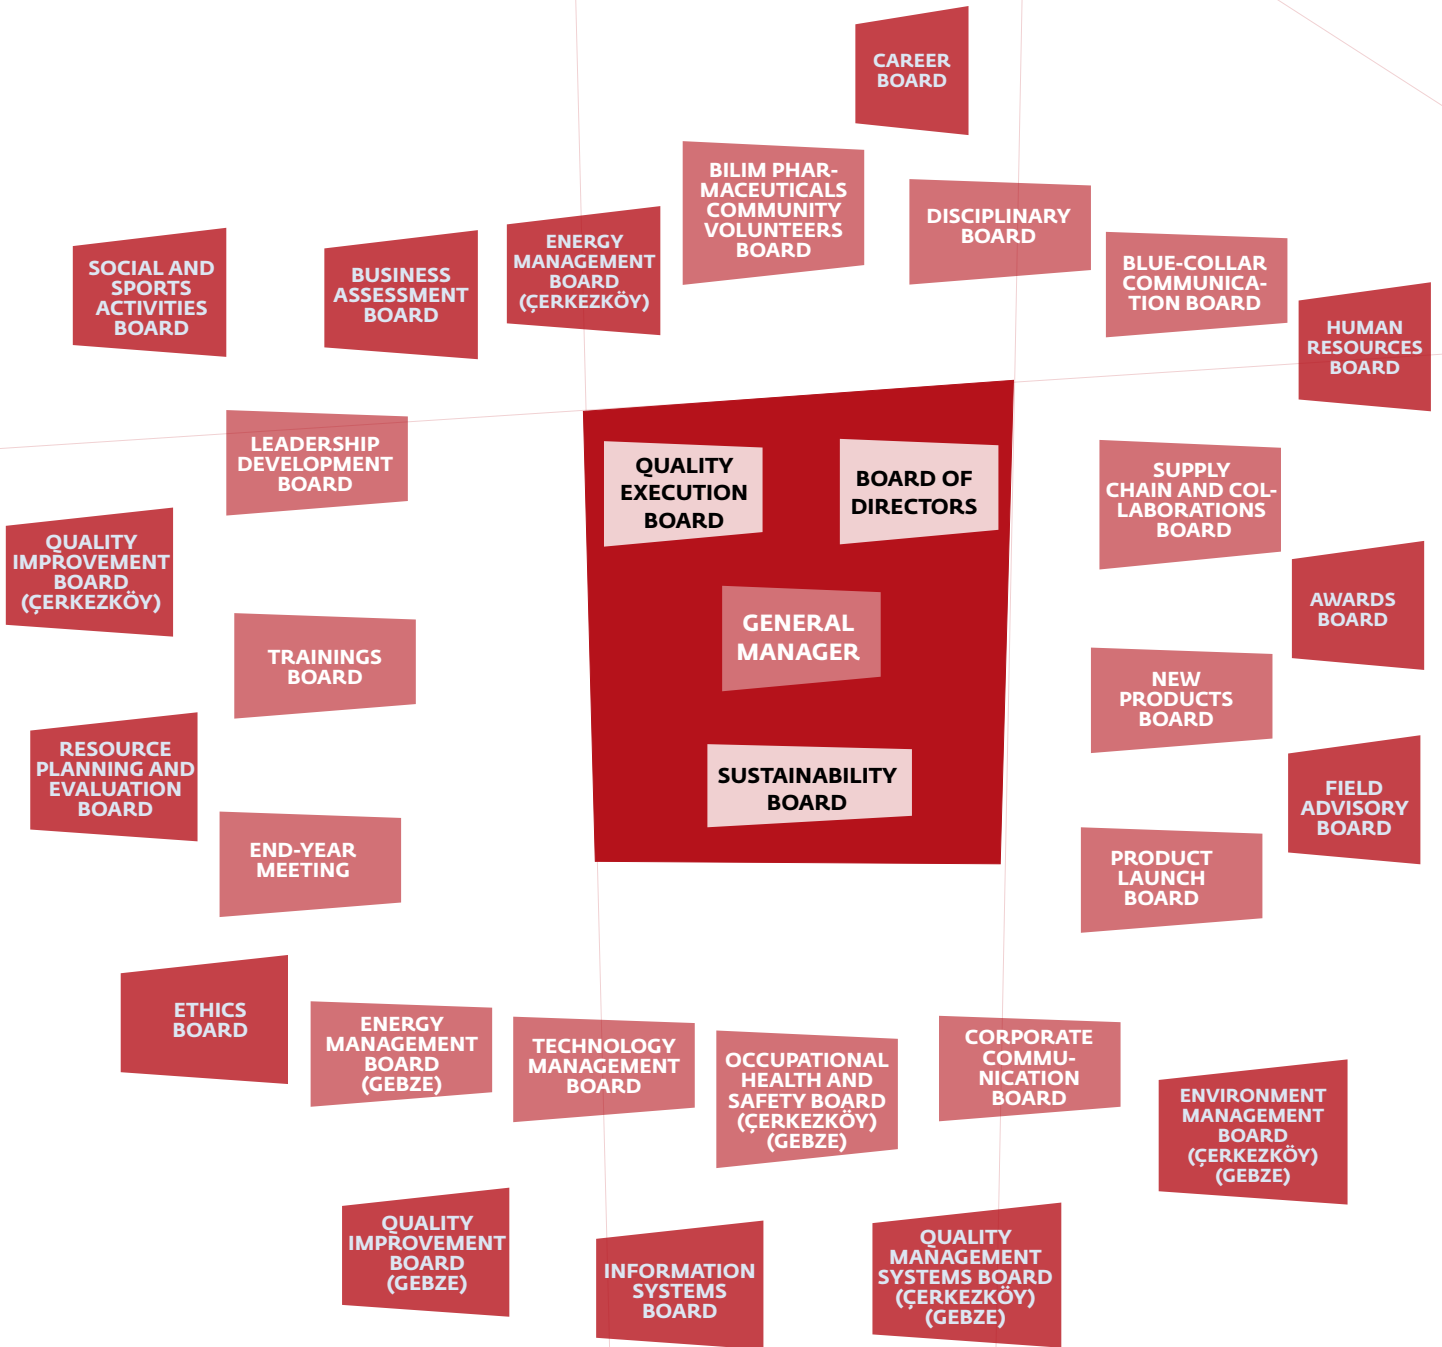 CAREER
BOARD
BILIM PHAR-
MACEUTICALS
COMMUNITY
VOLUNTEERS
BOARD
DISCIPLINARY
BOARD
ENERGY
MANAGEMENT
BOARD
(ÇERKEZKÖY)
BUSINESS
ASSESSMENT
BOARD
SOCIAL AND
SPORTS
ACTIVITIES
BOARD
BLUE-COLLAR
COMMUNICA-
TION BOARD
HUMAN
RESOURCES
BOARD
LEADERSHIP
DEVELOPMENT
BOARD
QUALITY
EXECUTION
BOARD
BOARD OF
DIRECTORS
SUPPLY
CHAIN AND COL-
LABORATIONS
BOARD
QUALITY
IMPROVEMENT
BOARD
(ÇERKEZKÖY)
AWARDS
BOARD
TRAININGS
BOARD
GENERAL
MANAGER
NEW
PRODUCTS
BOARD
RESOURCE
PLANNING AND
EVALUATION
BOARD
SUSTAINABILITY
BOARD
FIELD
ADVISORY
BOARD
END-YEAR
MEETING
PRODUCT
LAUNCH
BOARD
ETHICS
BOARD
ENERGY
MANAGEMENT
BOARD
(GEBZE)
TECHNOLOGY
MANAGEMENT
BOARD
OCCUPATIONAL
HEALTH AND
SAFETY BOARD
(ÇERKEZKÖY)
(GEBZE)
CORPORATE
COMMU-
NICATION
BOARD
ENVIRONMENT
MANAGEMENT
BOARD
(ÇERKEZKÖY)
(GEBZE)
QUALITY
IMPROVEMENT
BOARD
(GEBZE)
INFORMATION
SYSTEMS
BOARD
QUALITY
MANAGEMENT
SYSTEMS BOARD
(ÇERKEZKÖY)
(GEBZE)